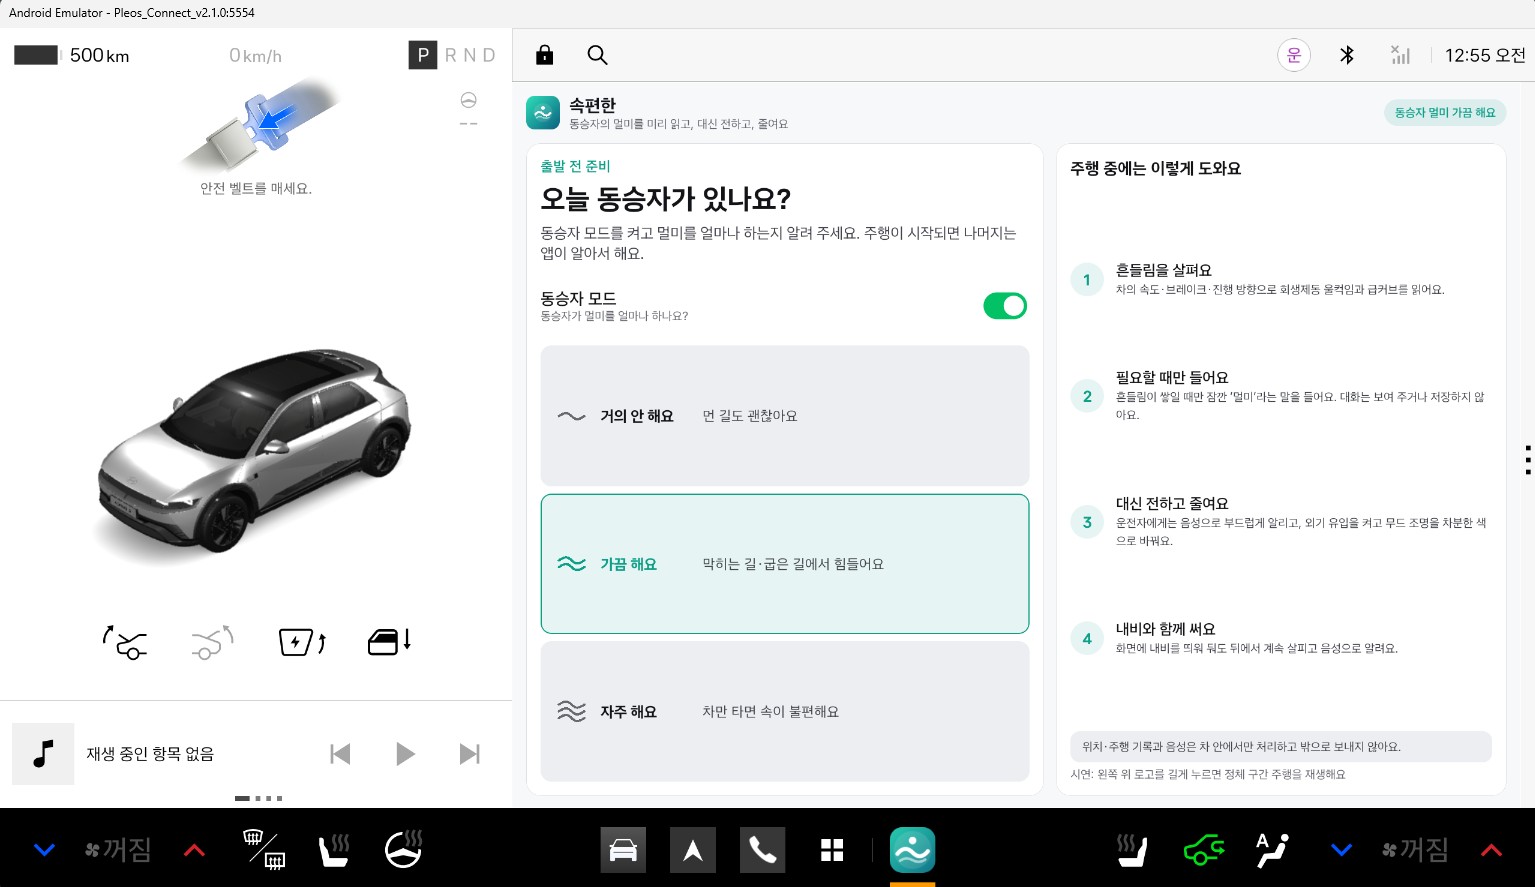 Android Emulator - Pleos_Connect_v2.1.0:5554
500 km
0 km/h
P R N D
안전 벨트를 매세요.
재생 중인 항목 없음
운
12:55 오전
속편한
동승자의 멀미를 미리 읽고, 대신 전하고, 줄여요
동승자 멀미 가끔 해요
출발 전 준비
오늘 동승자가 있나요?
동승자 모드를 켜고 멀미를 얼마나 하는지 알려 주세요. 주행이 시작되면 나머지는
앱이 알아서 해요.
동승자 모드
동승자가 멀미를 얼마나 하나요?
거의 안 해요 먼 길도 괜찮아요
가끔 해요 막히는 길·굽은 길에서 힘들어요
자주 해요 차만 타면 속이 불편해요
주행 중에는 이렇게 도와요
1 흔들림을 살펴요
차의 속도·브레이크·진행 방향으로 회생제동 울컥임과 급커브를 읽어요.
2 필요할 때만 들어요
흔들림이 쌓일 때만 잠깐 '멀미'라는 말을 들어요. 대화는 보여 주거나 저장하지 않
아요.
3 대신 전하고 줄여요
운전자에게는 음성으로 부드럽게 알리고, 외기 유입을 켜고 무드 조명을 차분한 색
으로 바꿔요.
4 내비와 함께 써요
화면에 내비를 띄워 둬도 뒤에서 계속 살피고 음성으로 알려요.
위치·주행 기록과 음성은 차 안에서만 처리하고 밖으로 보내지 않아요.
시연: 왼쪽 위 로고를 길게 누르면 정체 구간 주행을 재생해요
꺼짐
A
꺼짐